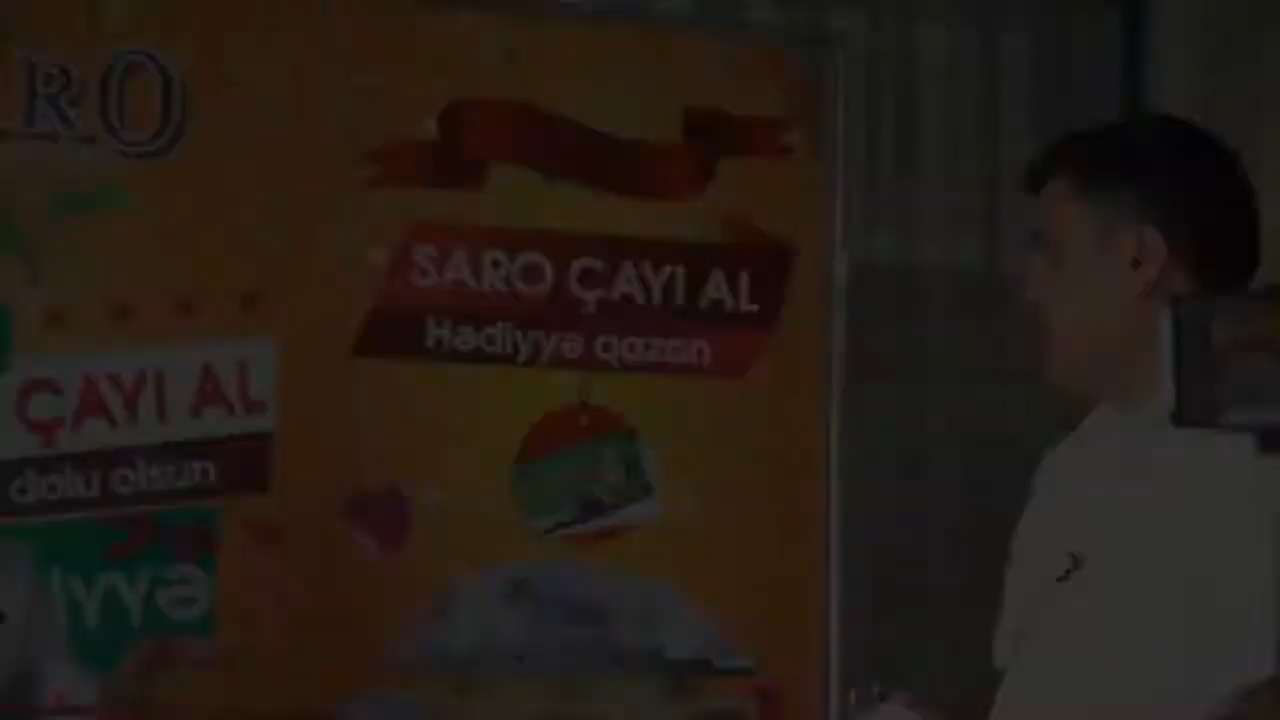 RO
SARO ÇAYI AL
Hədiyyə qazan
ÇAYI AL
dolu olsun
iyyə